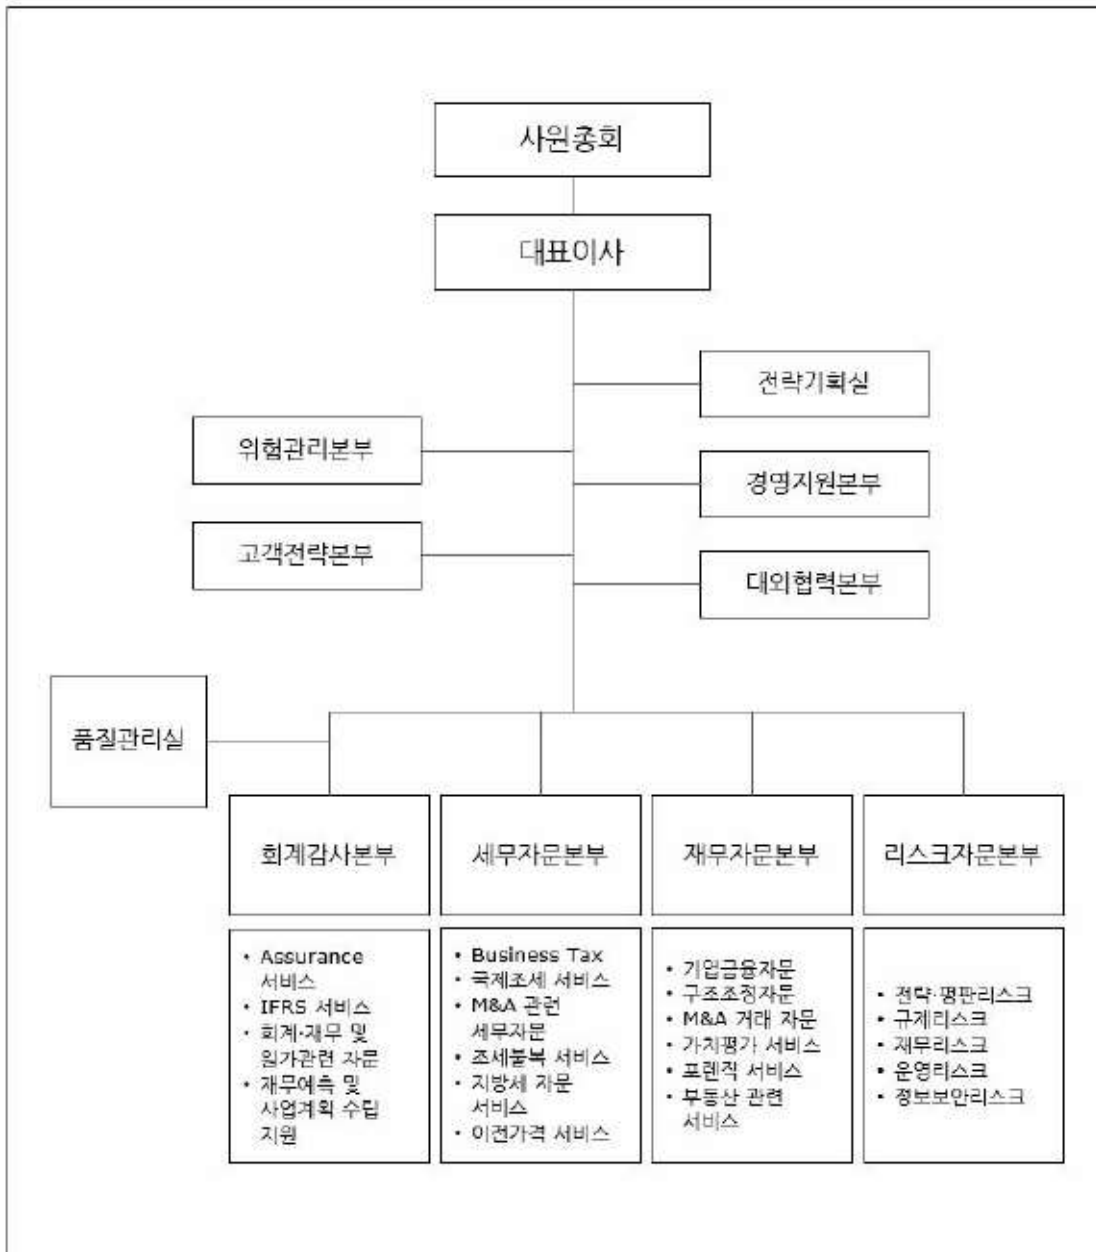 사원총회
대표이사
전략기획실
위험관리본부
경영지원본부
고객전략본부
대외협력본부
품질관리실
회계감사본부
세무자문본부
재무자문본부
리스크자문본부
• Assurance
서비스
• IFRS 서비스
• 회계·재무 및
원가관련 자문
• 재무예측 및
사업계획 수립
지원
• Business Tax
• 국제조세 서비스
• M&A 관련
세무자문
• 조세불복 서비스
• 지방세 자문
서비스
• 이전가격 서비스
• 기업금융자문
• 구조조정자문
• M&A 거래 자문
• 가치평가 서비스
• 포렌직 서비스
• 부동산 관련
서비스
• 전략·평판리스크
• 규제리스크
• 재무리스크
• 운영리스크
• 정보보안리스크